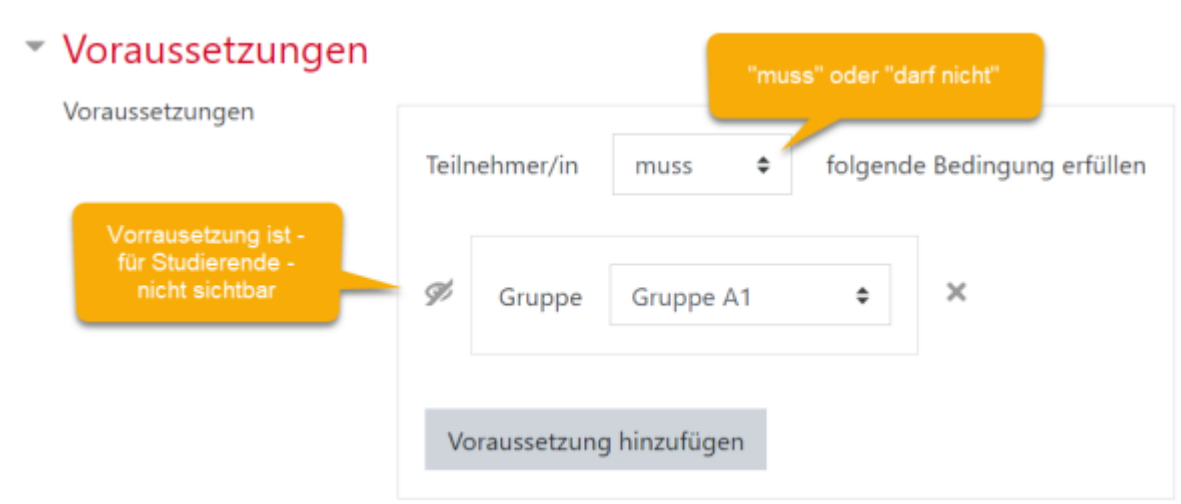 Voraussetzungen
"muss" oder "darf nicht"
Voraussetzungen
Teilnehmer/in muss folgende Bedingung erfüllen
Vorrausetzung ist -
für Studierende -
nicht sichtbar
Gruppe Gruppe A1
Voraussetzung hinzufügen